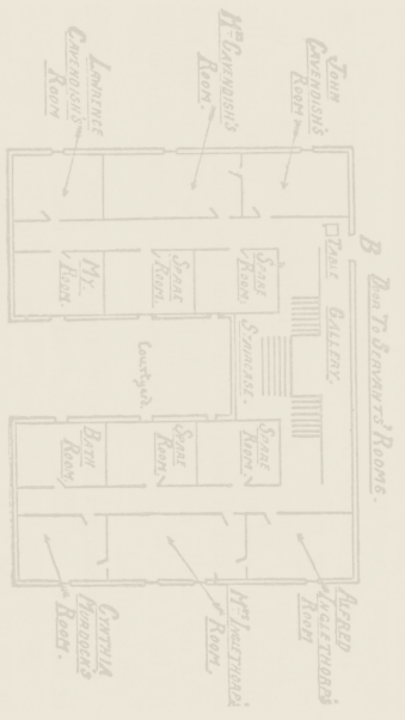 JOHN
CAVENDISH'S
ROOM
MRS CAVENDISH'S
ROOM.
LAWRENCE
CAVENDISH'S
ROOM
B DOOR TO SERVANTS' ROOMS.
TABLE
GALLERY.
SPARE
ROOM.
SPARE
ROOM.
MY
ROOM.
STAIRCASE.
Courtyard
SPARE
ROOM.
SPARE
ROOM.
BATH
ROOM.
ALFRED
INGLETHORP'S
ROOM
MRS INGLETHORP'S
ROOM.
CYNTHIA
MURDOCK'S
ROOM.